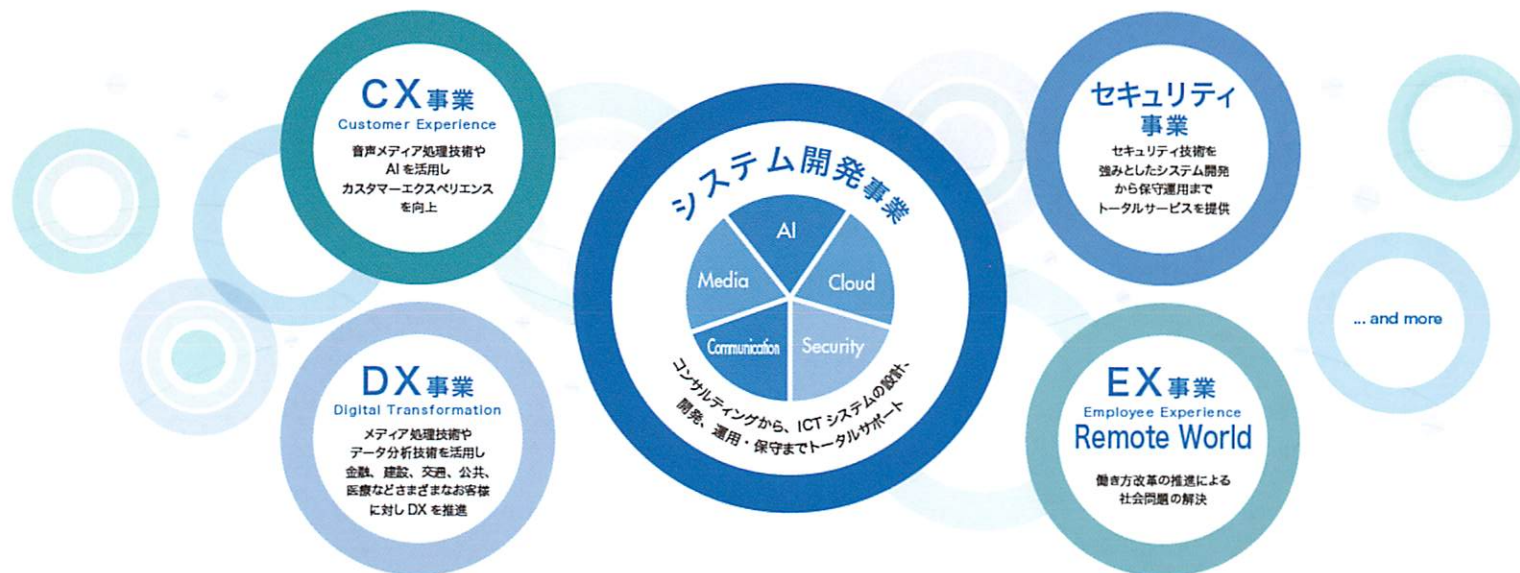 CX事業
Customer Experience
音声メディア処理技術や
AIを活用し
カスタマーエクスペリエンス
を向上
DX事業
Digital Transformation
メディア処理技術や
データ分析技術を活用し
金融、建設、交通、公共、
医療などさまざまなお客様
に対しDXを推進
システム開発事業
AI
Media
Cloud
Communication
Security
コンサルティングから、ICTシステムの設計、
開発、運用・保守までトータルサポート
セキュリティ
事業
セキュリティ技術を
強みとしたシステム開発
から保守運用まで
トータルサービスを提供
EX事業
Employee Experience
Remote World
働き方改革の推進による
社会問題の解決
... and more